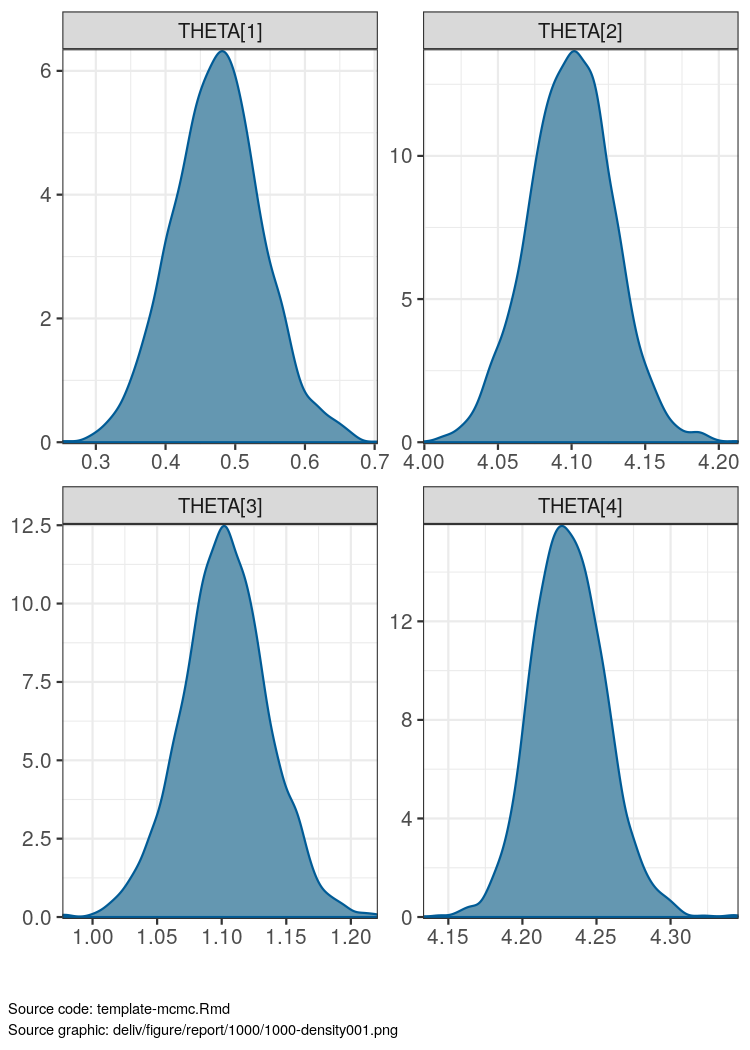 THETA[1] THETA[2]
6
4
2
0
0.3 0.4 0.5 0.6 0.7
10
5
0
4.00 4.05 4.10 4.15 4.20
THETA[3] THETA[4]
12.5
10.0
7.5
5.0
2.5
0.0
1.00 1.05 1.10 1.15 1.20
12
8
4
0
4.15 4.20 4.25 4.30
Source code: template-mcmc.Rmd
Source graphic: deliv/figure/report/1000/1000-density001.png